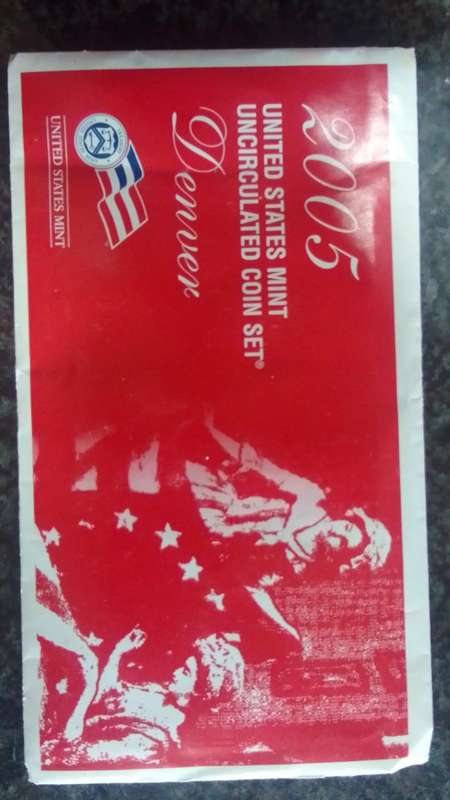 2005
UNITED STATES MINT
UNCIRCULATED COIN SET®
Denver
UNITED STATES MINT